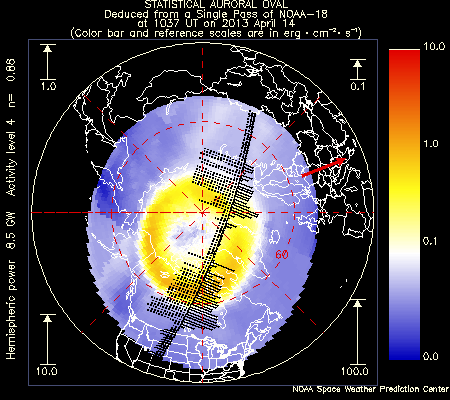 STATISTICAL AURORAL OVAL
Deduced from a Single Pass of NOAA-18
at 1037 UT on 2013 April 14
(Color bar and reference scales are in erg · cm⁻² · s⁻¹)
Hemispheric power 8.5 GW Activity level 4 n= 0.88
1.0
0.1
10.0
1.0
0.1
0.0
60
10.0
100.0
NOAA Space Weather Prediction Center